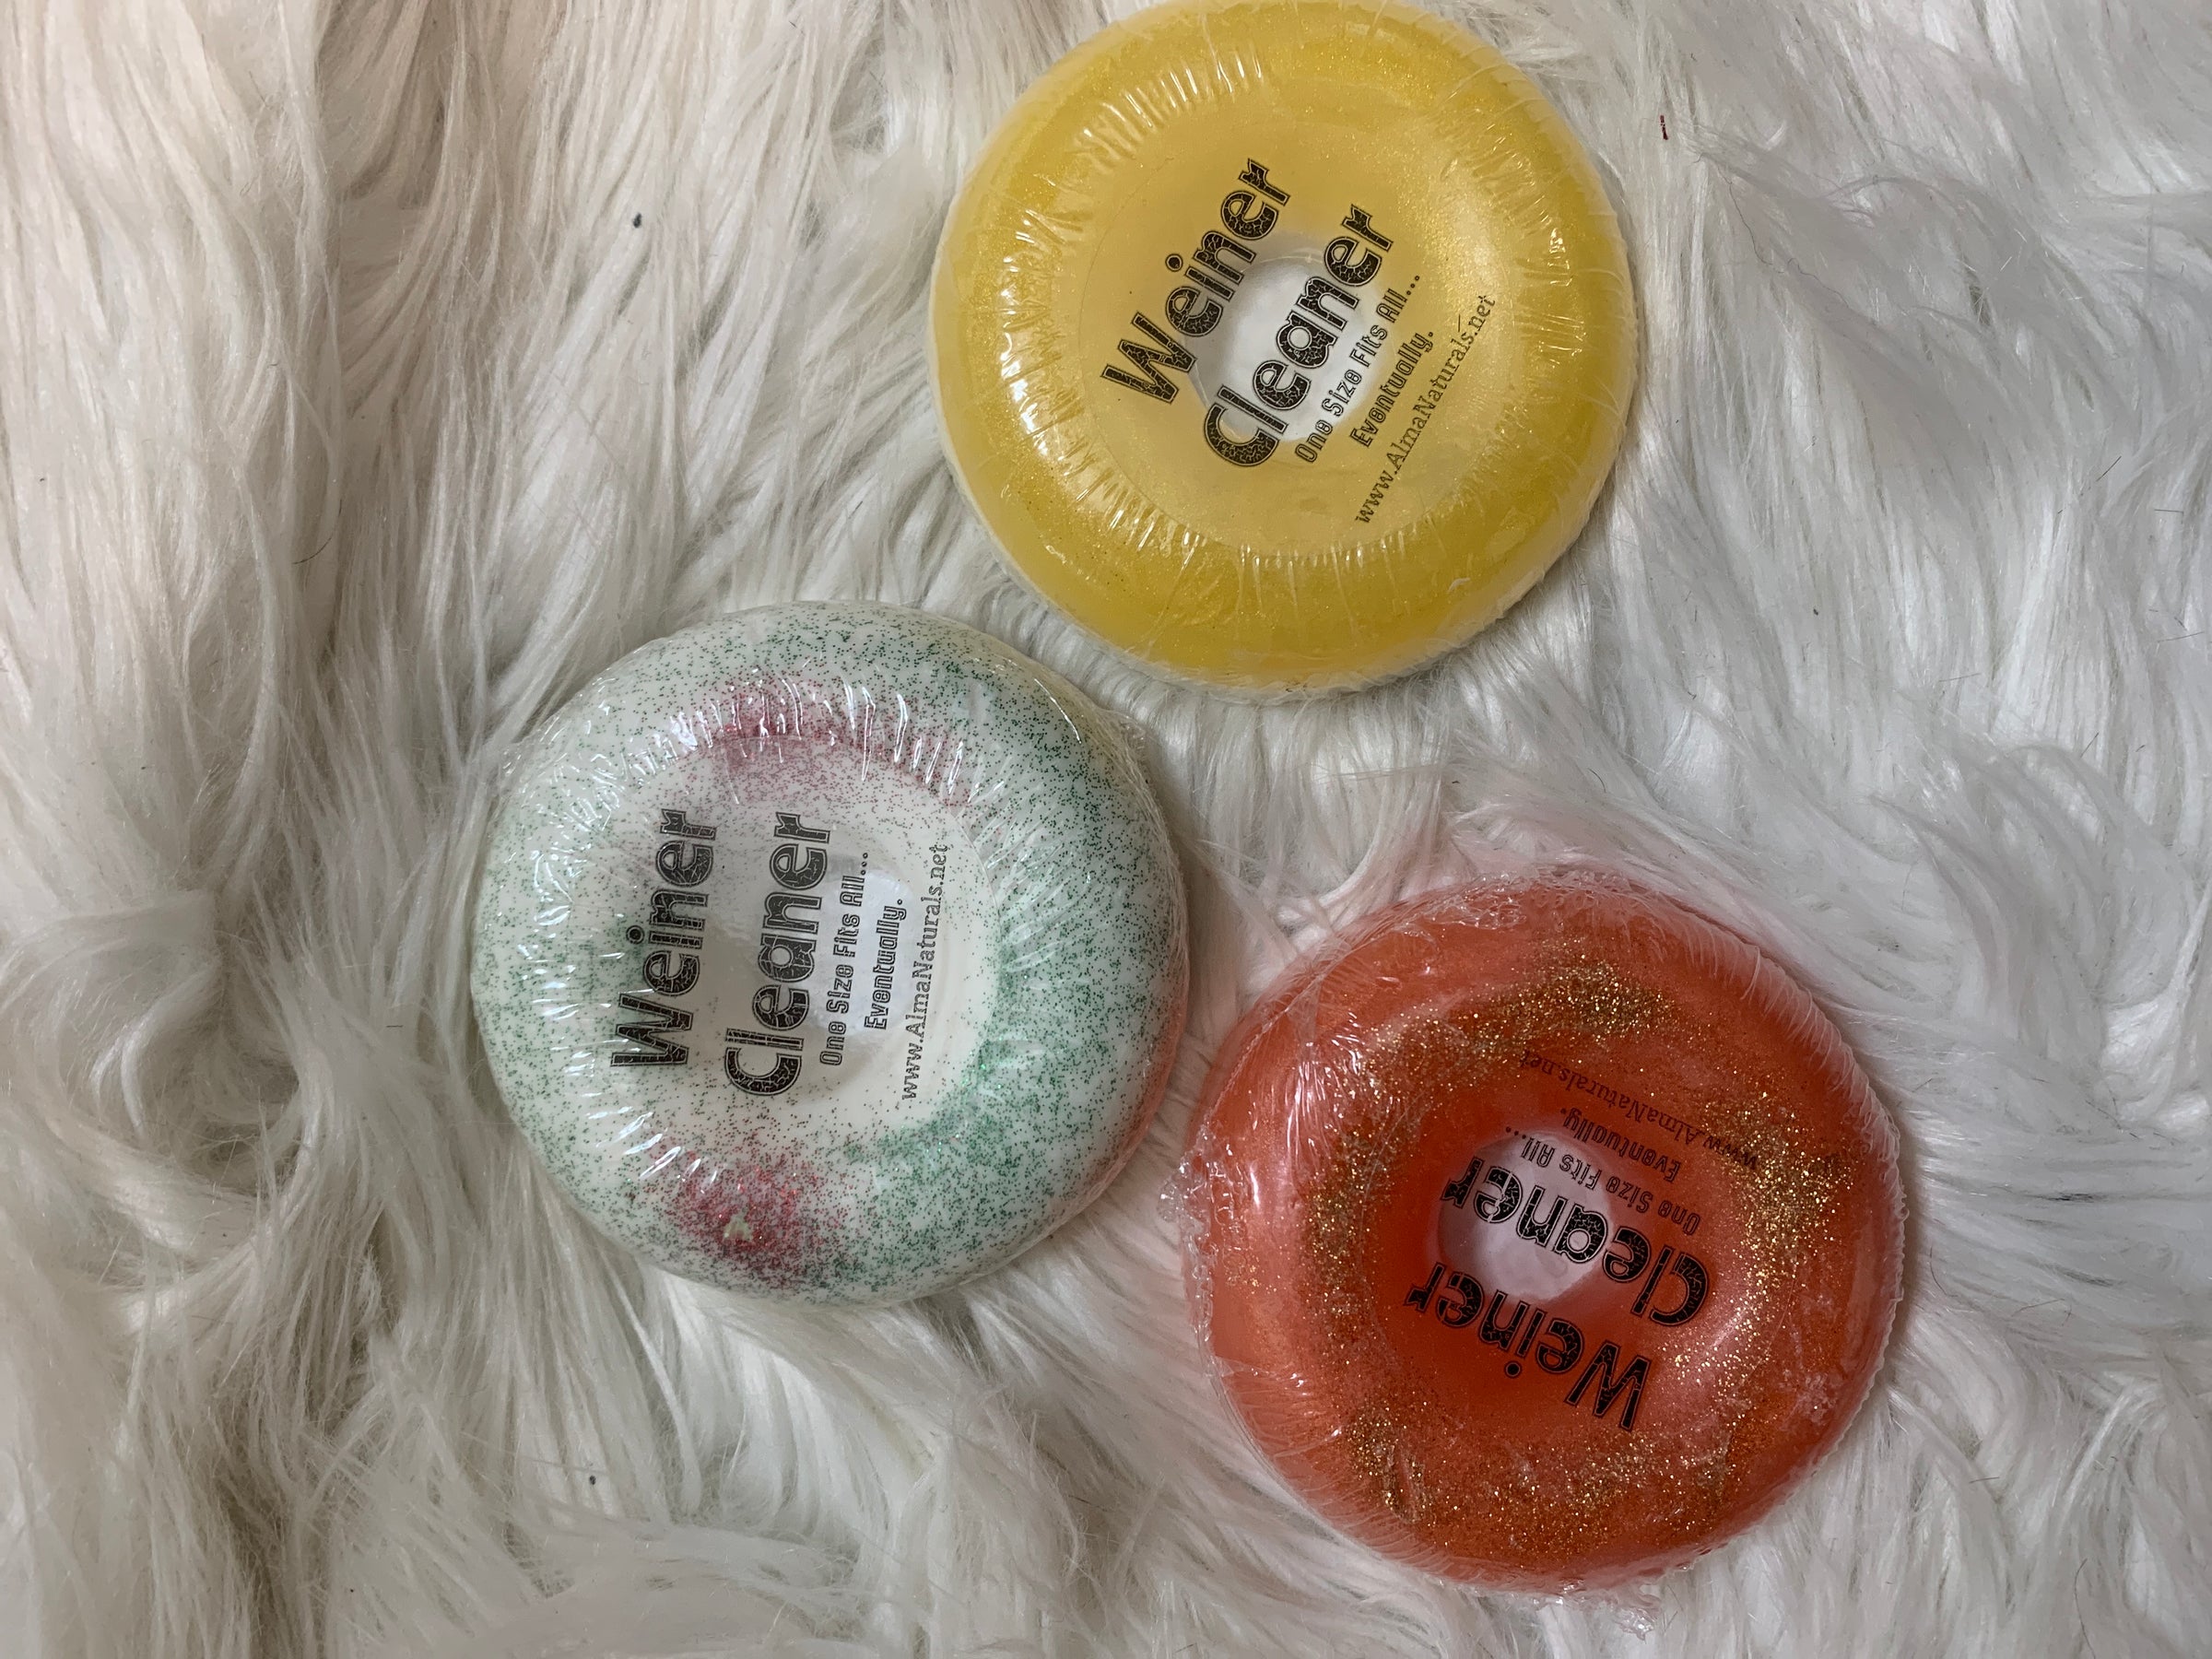 Weiner
Cleaner
One Size Fits All...
Eventually.
www.AlmaNaturals.net
Weiner
Cleaner
One Size Fits All...
Eventually.
www.AlmaNaturals.net
Weiner
Cleaner
One Size Fits All...
Eventually.
www.AlmaNaturals.net